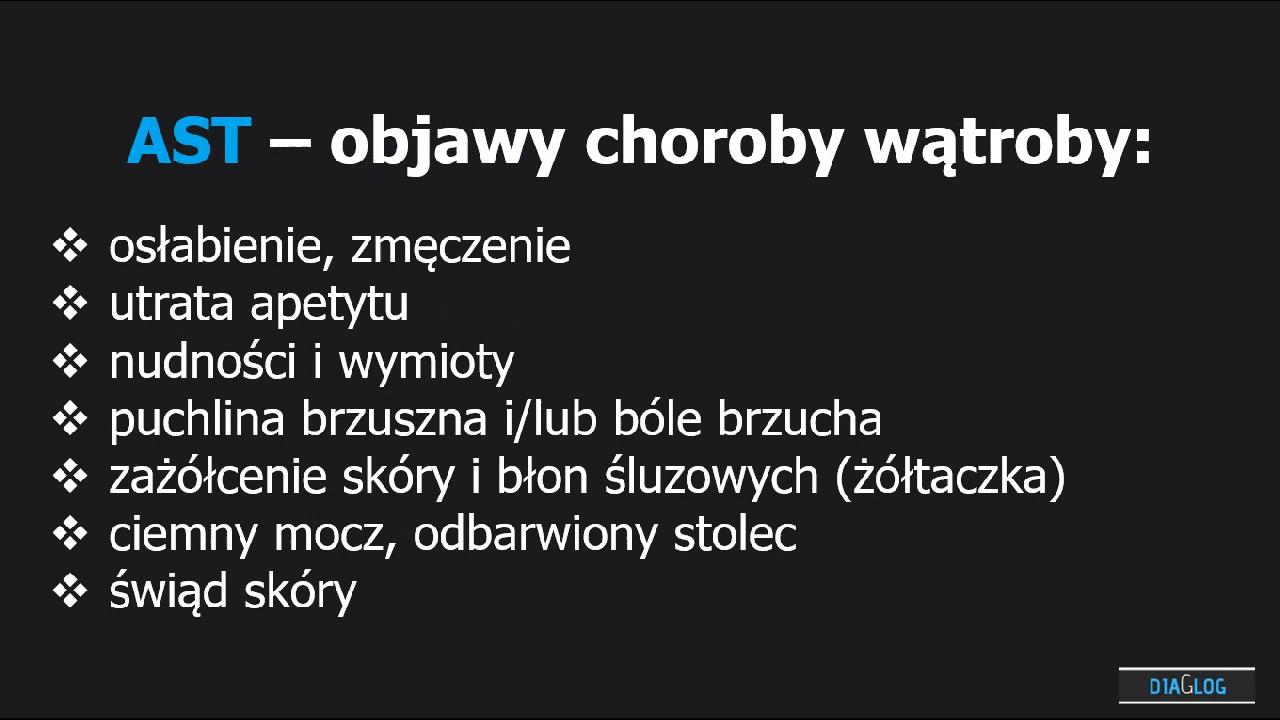 AST – objawy choroby wątroby:
❖ osłabienie, zmęczenie
❖ utrata apetytu
❖ nudności i wymioty
❖ puchlina brzuszna i/lub bóle brzucha
❖ zażółcenie skóry i błon śluzowych (żółtaczka)
❖ ciemny mocz, odbarwiony stolec
❖ świąd skóry
DIAGLOG